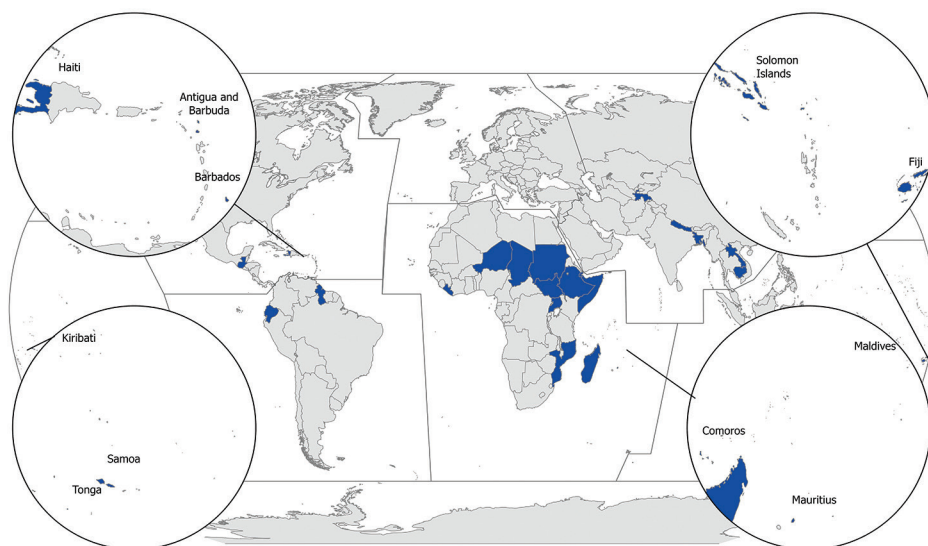 Haiti
Antigua and
Barbuda
Barbados
Solomon
Islands
Fiji
Kiribati
Samoa
Tonga
Maldives
Comoros
Mauritius